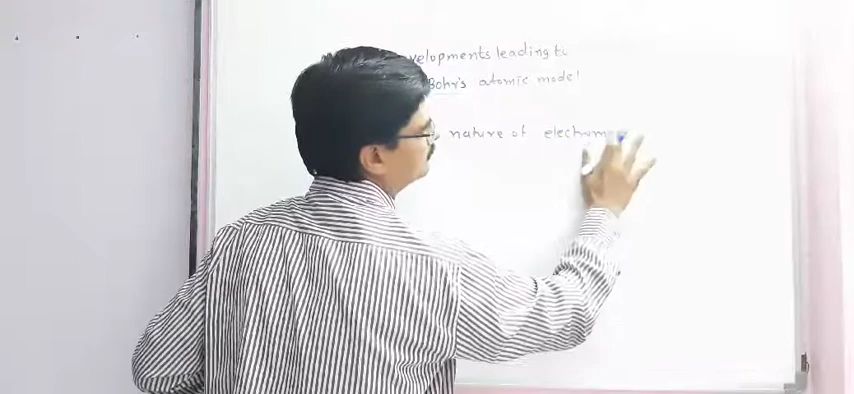 velopments leading to
Bohr's atomic model
nature of electrom